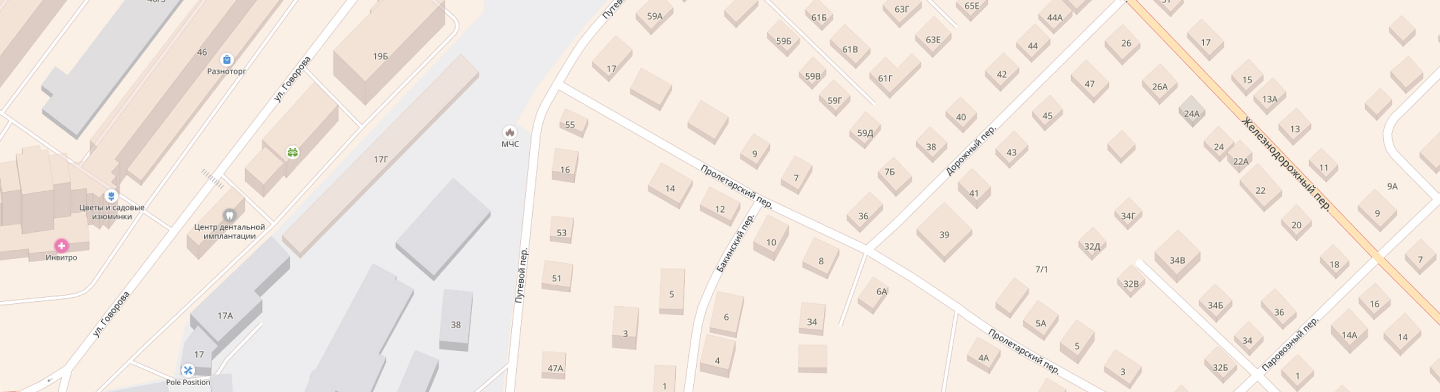 46/5
46
Разноторг
ул. Говорова
19Б
17Г
МЧС
Цветы и садовые
изюминки
Инвитро
Центр дентальной
имплантации
ул. Говорова
17А
17
Pole Position
38
Путевой пер.
59А
61Б
63Г
65Е
59Б
61В
63Е
44А
17
59В
61Г
44
59Г
42
26
17
55
59Д
47
26А
15
13А
24А
9
40
45
Железнодорожный пер.
13
16
7
38
Дорожный пер.
43
24
22А
11
14
Пролетарский пер.
7Б
41
22
9А
12
36
34Г
9
20
53
Бакинский пер.
10
39
32Д
51
8
7/1
34В
18
7
5
6А
32В
6
34
34Б
36
16
3
5А
34
14А
14
Пролетарский пер.
5
Паровозный пер.
4
4А
3
32Б
47А
1
1